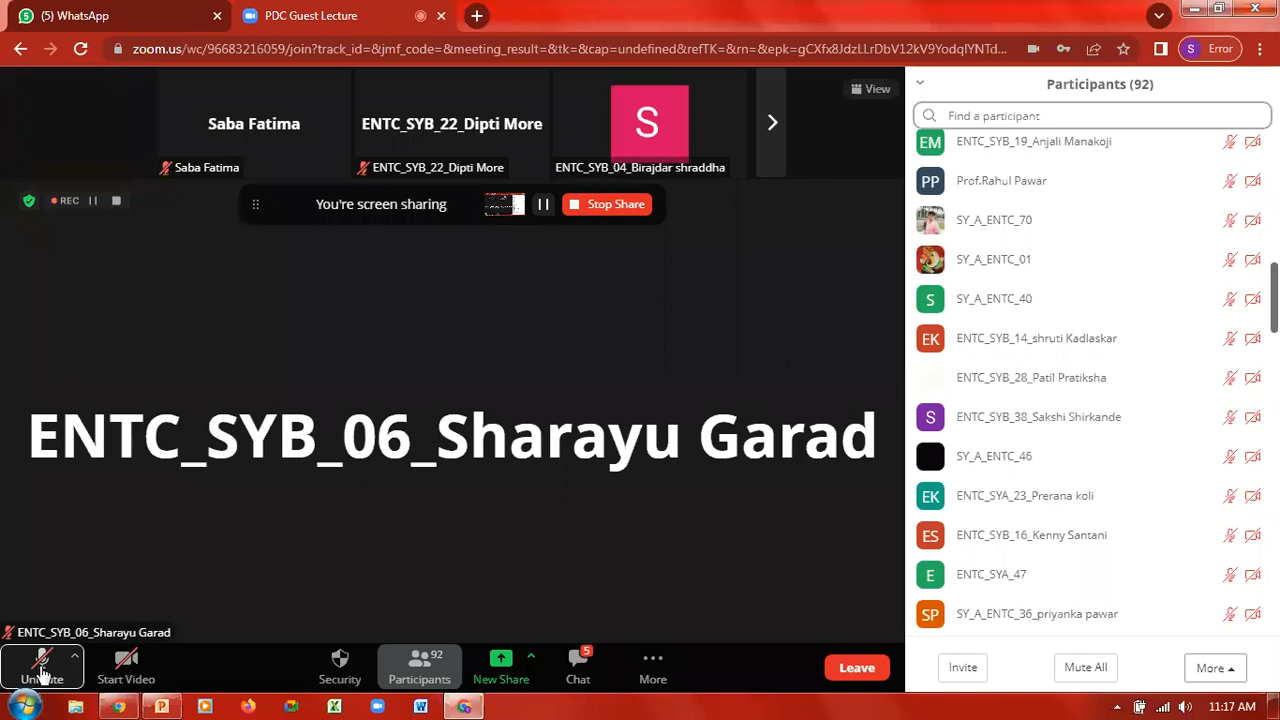 (5) WhatsApp
PDC Guest Lecture
zoom.us/wc/96683216059/join?track_id=&jmf_code=&meeting_result=&tk=&cap=undefined&refTK=&rn=&epk=gCXfx8JdzLLrDbV12kV9YodqlYNTd...
S
Error
Saba Fatima
ENTC_SYB_22_Dipti More
S
Saba Fatima
ENTC_SYB_22_Dipti More
ENTC_SYB_04_Birajdar shraddha
View
REC
You're screen sharing
Stop Share
ENTC_SYB_06_Sharayu Garad
ENTC_SYB_06_Sharayu Garad
Participants (92)
Find a participant
EM ENTC_SYB_19_Anjali Manakoji
PP Prof.Rahul Pawar
SY_A_ENTC_70
SY_A_ENTC_01
S SY_A_ENTC_40
EK ENTC_SYB_14_shruti Kadlaskar
ENTC_SYB_28_Patil Pratiksha
S ENTC_SYB_38_Sakshi Shirkande
SY_A_ENTC_46
EK ENTC_SYA_23_Prerana koli
ES ENTC_SYB_16_Kenny Santani
E ENTC_SYA_47
SP SY_A_ENTC_36_priyanka pawar
Unmute
Start Video
Security
92
Participants
New Share
5
Chat
More
Leave
Invite
Mute All
More
11:17 AM